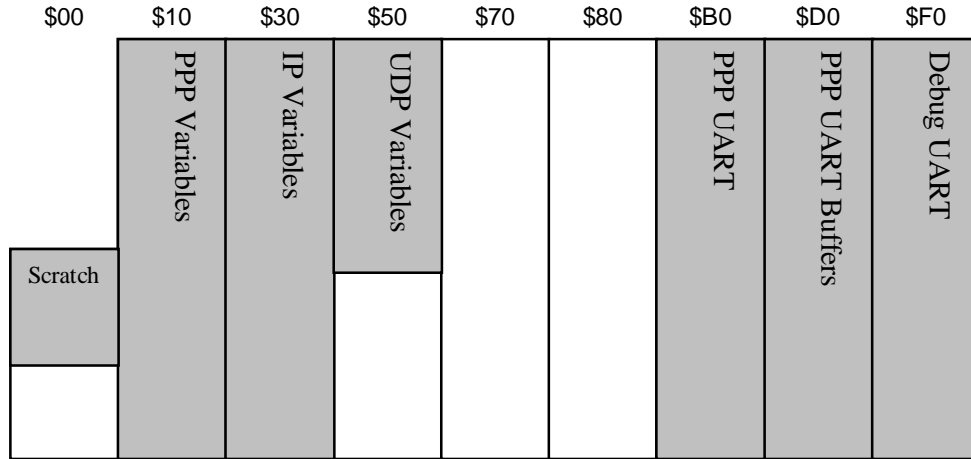 $00 $10 $30 $50 $70 $80 $B0 $D0 $F0
PPP Variables
IP Variables
UDP Variables
PPP UART
PPP UART Buffers
Debug UART
Scratch